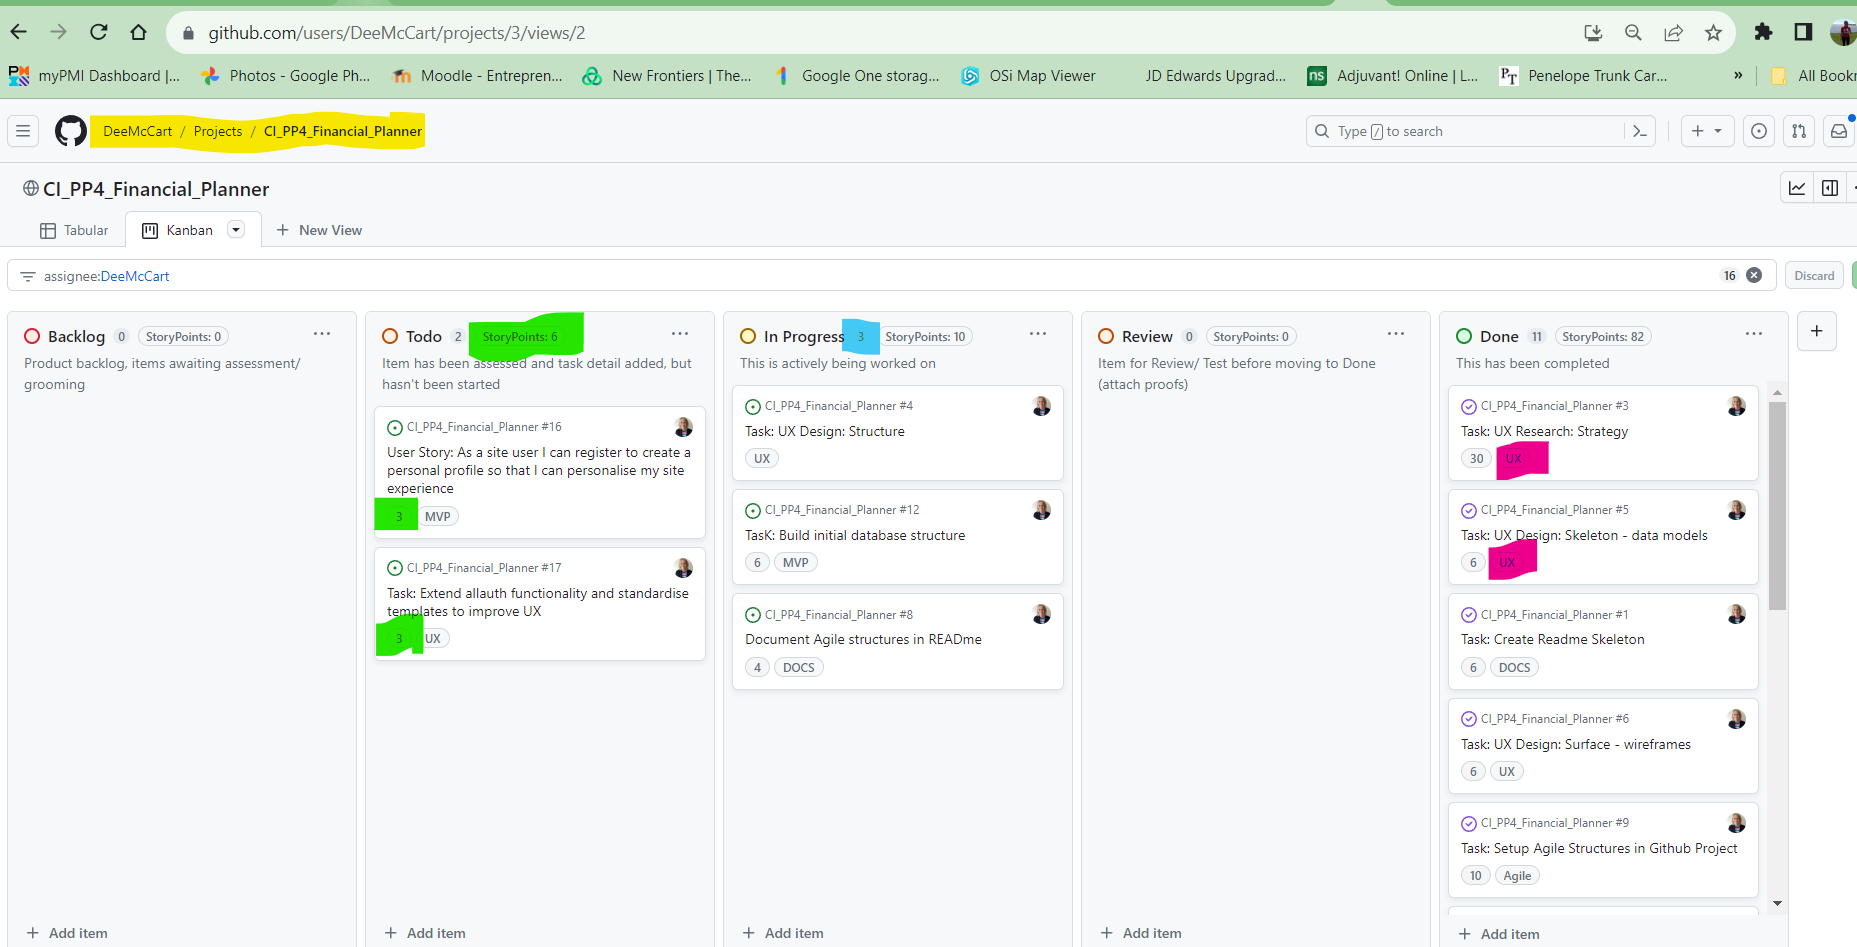 github.com/users/DeeMcCart/projects/3/views/2
myPMI Dashboard |...
Photos - Google Ph...
Moodle - Entrepren...
New Frontiers | The...
Google One storag...
OSi Map Viewer
JD Edwards Upgrad...
ns
Adjuvant! Online | L...
PT
Penelope Trunk Car...
»
DeeMcCart / Projects / CI_PP4_Financial_Planner
Type / to search
CI_PP4_Financial_Planner
Tabular
Kanban
New View
assignee:DeeMcCart
16
Discard
Backlog 0 StoryPoints: 0
Product backlog, items awaiting assessment/
grooming
Add item
Todo 2 StoryPoints: 6
Item has been assessed and task detail added, but
hasn't been started
CI_PP4_Financial_Planner #16
User Story: As a site user I can register to create a
personal profile so that I can personalise my site
experience
3 MVP
CI_PP4_Financial_Planner #17
Task: Extend allauth functionality and standardise
templates to improve UX
3 UX
Add item
In Progress 3 StoryPoints: 10
This is actively being worked on
CI_PP4_Financial_Planner #4
Task: UX Design: Structure
UX
CI_PP4_Financial_Planner #12
TasK: Build initial database structure
6 MVP
CI_PP4_Financial_Planner #8
Document Agile structures in READme
4 DOCS
Add item
Review 0 StoryPoints: 0
Item for Review/ Test before moving to Done
(attach proofs)
Add item
Done 11 StoryPoints: 82
This has been completed
CI_PP4_Financial_Planner #3
Task: UX Research: Strategy
30 UX
CI_PP4_Financial_Planner #5
Task: UX Design: Skeleton - data models
6 UX
CI_PP4_Financial_Planner #1
Task: Create Readme Skeleton
6 DOCS
CI_PP4_Financial_Planner #6
Task: UX Design: Surface - wireframes
6 UX
CI_PP4_Financial_Planner #9
Task: Setup Agile Structures in Github Project
10 Agile
Add item